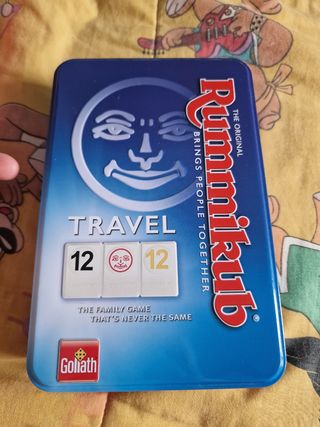 THE ORIGINAL
Rummikub®
BRINGS PEOPLE TOGETHER
TRAVEL
12 12
THE FAMILY GAME
THAT'S NEVER THE SAME
Goliath